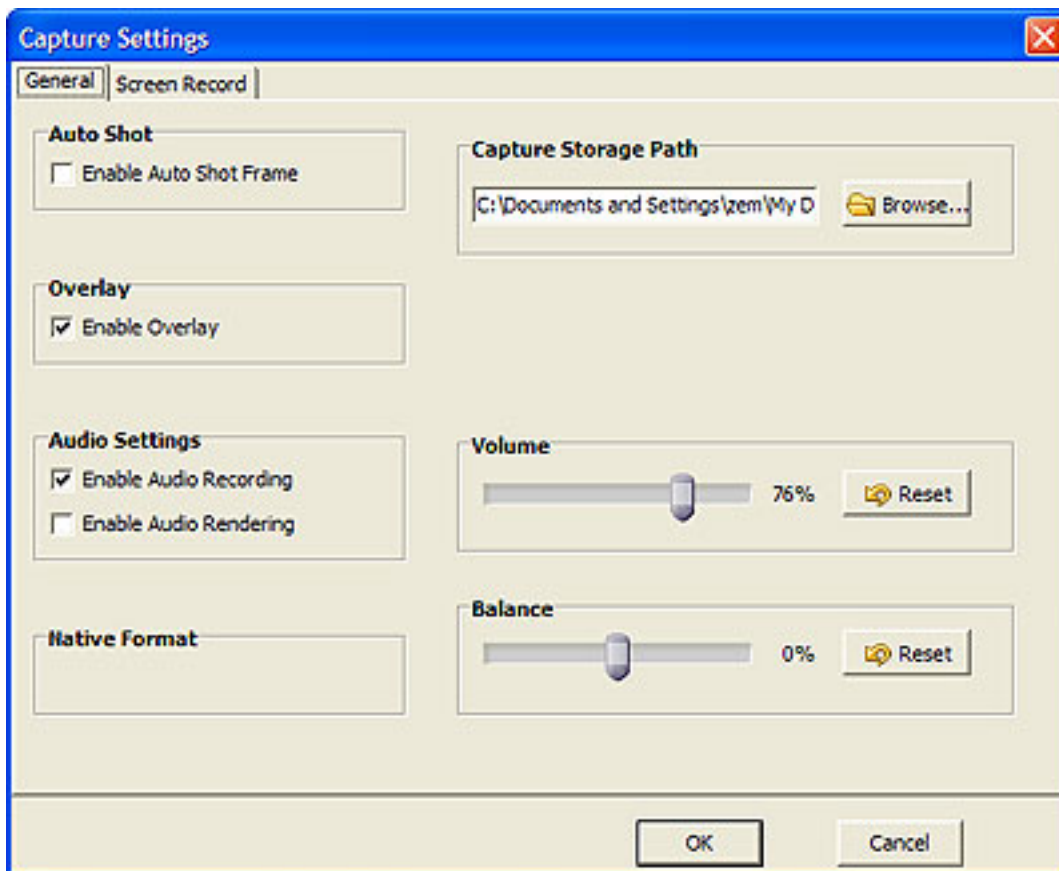 Capture Settings
General
Screen Record
Auto Shot
Enable Auto Shot Frame
Capture Storage Path
C:\Documents and Settings\zem\My D
Browse...
Overlay
Enable Overlay
Audio Settings
Enable Audio Recording
Enable Audio Rendering
Volume
76%
Reset
Native Format
Balance
0%
Reset
OK
Cancel